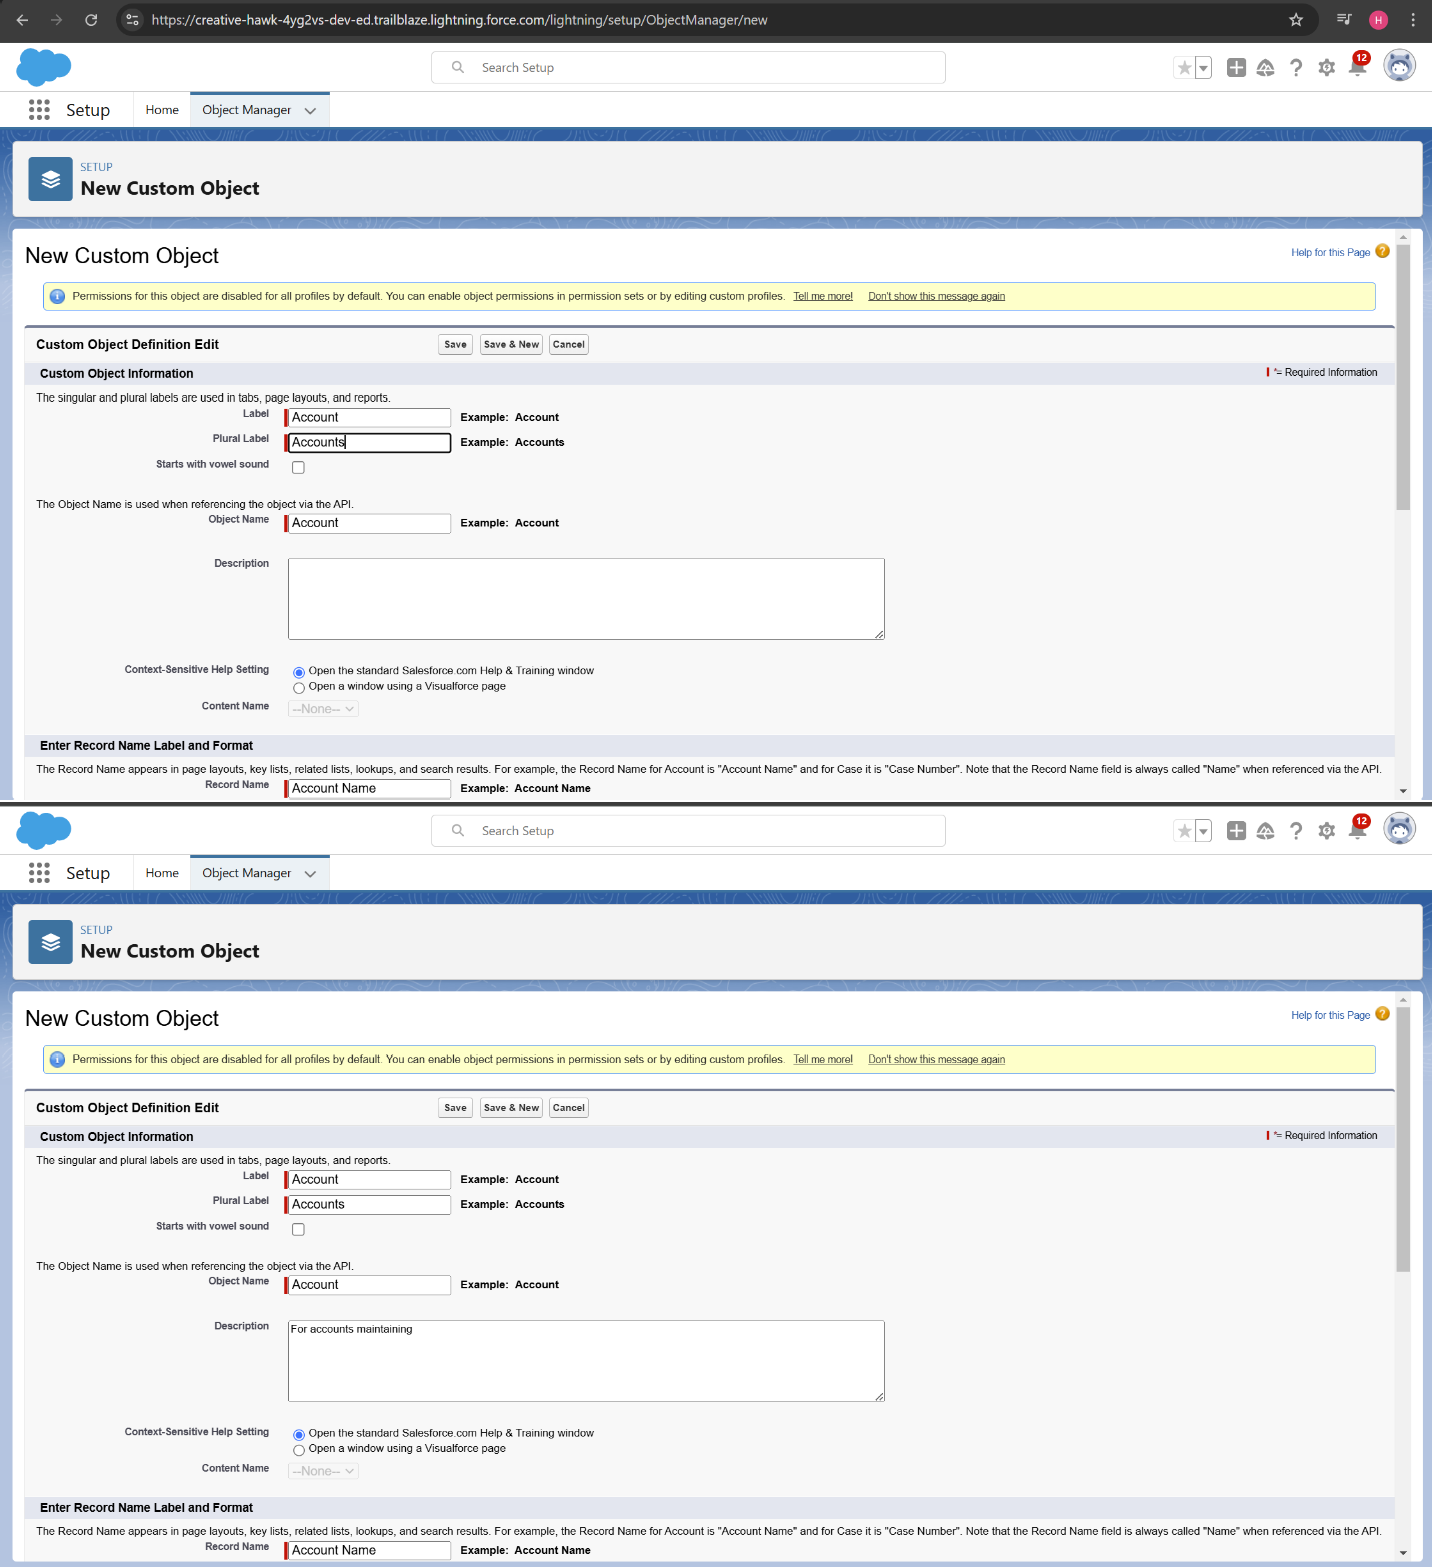 https://creative-hawk-4yg2vs-dev-ed.trailblaze.lightning.force.com/lightning/setup/ObjectManager/new
H
Search Setup
12
Setup
Home
Object Manager
SETUP
New Custom Object
New Custom Object
Help for this Page ?
i Permissions for this object are disabled for all profiles by default. You can enable object permissions in permission sets or by editing custom profiles. Tell me more! Don't show this message again
Custom Object Definition Edit Save Save & New Cancel
Custom Object Information *= Required Information
The singular and plural labels are used in tabs, page layouts, and reports.
Label Account Example: Account
Plural Label Accounts Example: Accounts
Starts with vowel sound
The Object Name is used when referencing the object via the API.
Object Name Account Example: Account
Description
Context-Sensitive Help Setting Open the standard Salesforce.com Help & Training window
Open a window using a Visualforce page
Content Name --None--
Enter Record Name Label and Format
The Record Name appears in page layouts, key lists, related lists, lookups, and search results. For example, the Record Name for Account is "Account Name" and for Case it is "Case Number". Note that the Record Name field is always called "Name" when referenced via the API.
Record Name Account Name Example: Account Name
Search Setup
12
Setup
Home
Object Manager
SETUP
New Custom Object
New Custom Object
Help for this Page ?
i Permissions for this object are disabled for all profiles by default. You can enable object permissions in permission sets or by editing custom profiles. Tell me more! Don't show this message again
Custom Object Definition Edit Save Save & New Cancel
Custom Object Information *= Required Information
The singular and plural labels are used in tabs, page layouts, and reports.
Label Account Example: Account
Plural Label Accounts Example: Accounts
Starts with vowel sound
The Object Name is used when referencing the object via the API.
Object Name Account Example: Account
Description For accounts maintaining
Context-Sensitive Help Setting Open the standard Salesforce.com Help & Training window
Open a window using a Visualforce page
Content Name --None--
Enter Record Name Label and Format
The Record Name appears in page layouts, key lists, related lists, lookups, and search results. For example, the Record Name for Account is "Account Name" and for Case it is "Case Number". Note that the Record Name field is always called "Name" when referenced via the API.
Record Name Account Name Example: Account Name